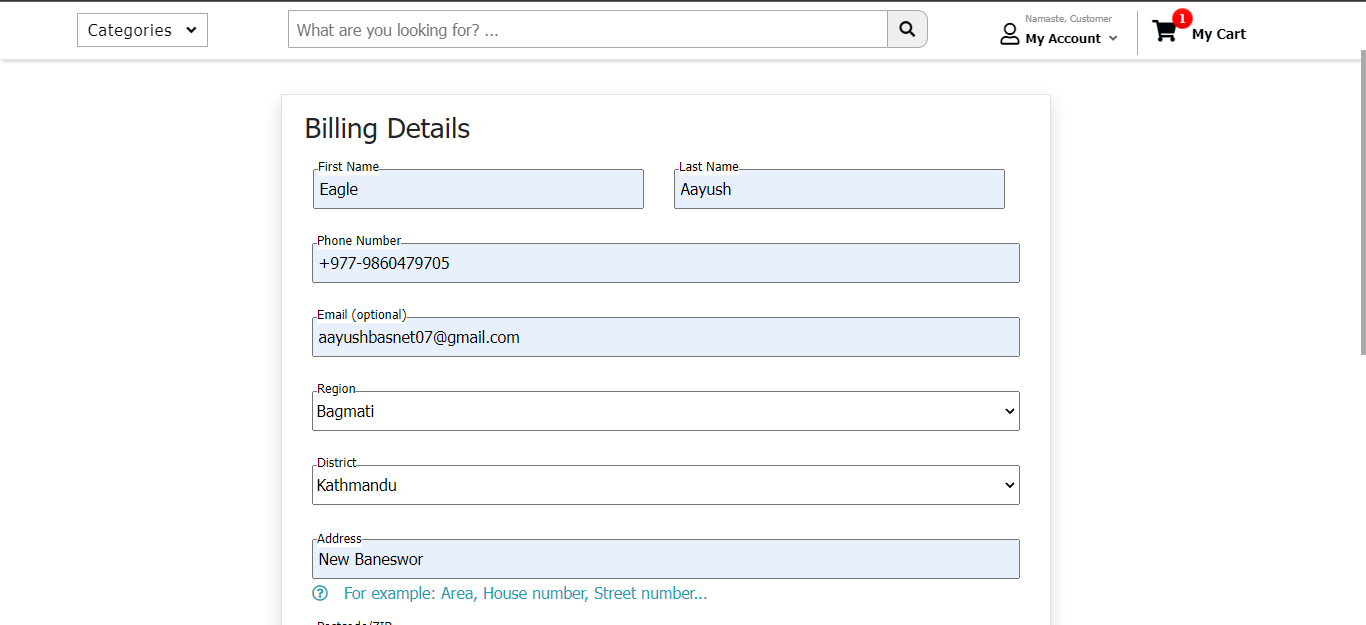 Categories
What are you looking for? ...
Namaste, Customer
My Account
1
My Cart
Billing Details
First Name
Eagle
Last Name
Aayush
Phone Number
+977-9860479705
Email (optional)
aayushbasnet07@gmail.com
Region
Bagmati
District
Kathmandu
Address
New Baneswor
For example: Area, House number, Street number...
Postcode/ZIP